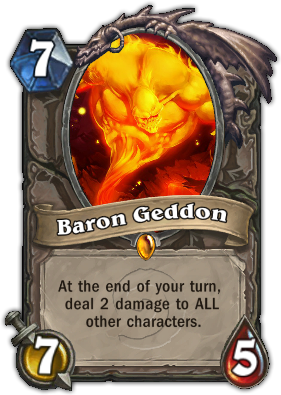 7
Baron Geddon
At the end of your turn,
deal 2 damage to ALL
other characters.
7
5